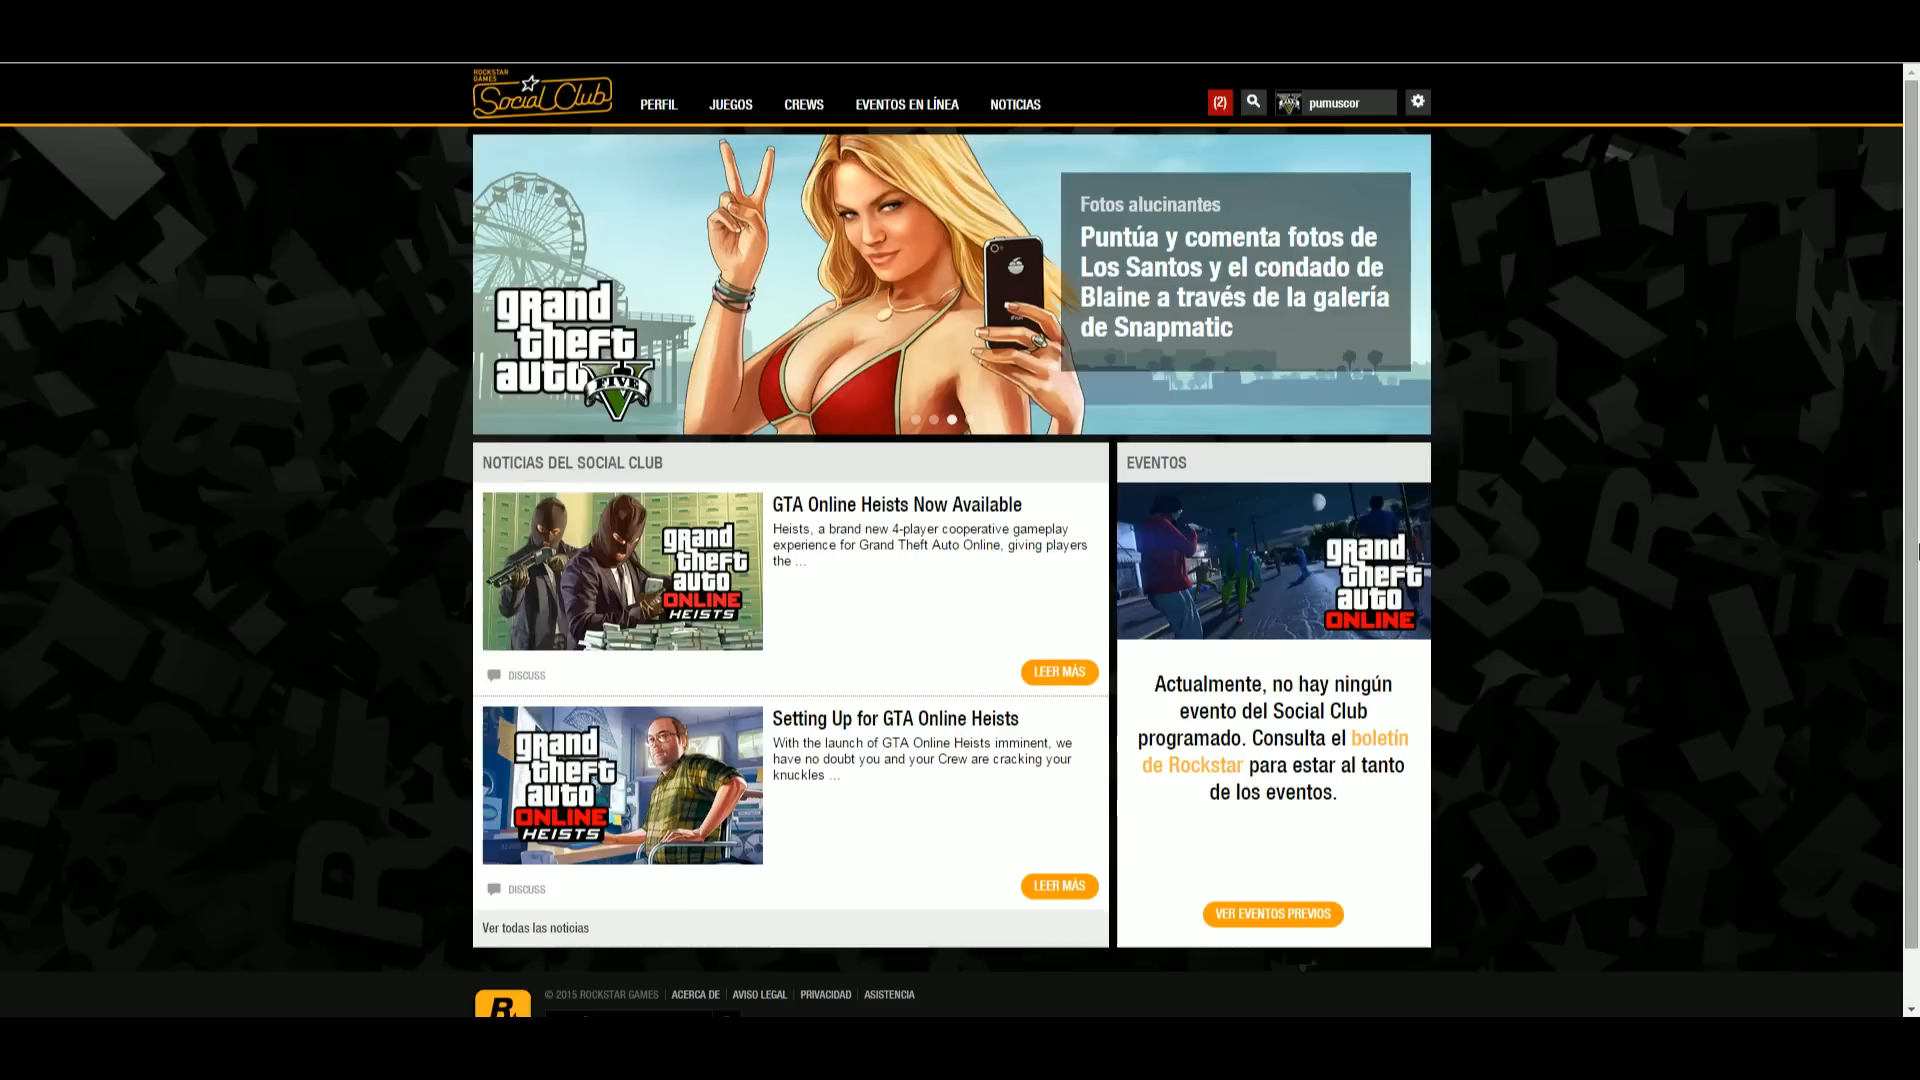 ROCKSTAR
GAMES
Social Club
PERFIL
JUEGOS
CREWS
EVENTOS EN LÍNEA
NOTICIAS
(2)
pumuscor
grand
theft
auto
FIVE
V
Fotos alucinantes
Puntúa y comenta fotos de
Los Santos y el condado de
Blaine a través de la galería
de Snapmatic
NOTICIAS DEL SOCIAL CLUB
grand
theft
auto
ONLINE
HEISTS
GTA Online Heists Now Available
Heists, a brand new 4-player cooperative gameplay
experience for Grand Theft Auto Online, giving players
the ...
DISCUSS
LEER MÁS
grand
theft
auto
ONLINE
HEISTS
Setting Up for GTA Online Heists
With the launch of GTA Online Heists imminent, we
have no doubt you and your Crew are cracking your
knuckles ...
DISCUSS
LEER MÁS
Ver todas las noticias
EVENTOS
grand
theft
auto
ONLINE
Actualmente, no hay ningún
evento del Social Club
programado. Consulta el boletín
de Rockstar para estar al tanto
de los eventos.
VER EVENTOS PREVIOS
R
© 2015 ROCKSTAR GAMES
ACERCA DE
AVISO LEGAL
PRIVACIDAD
ASISTENCIA